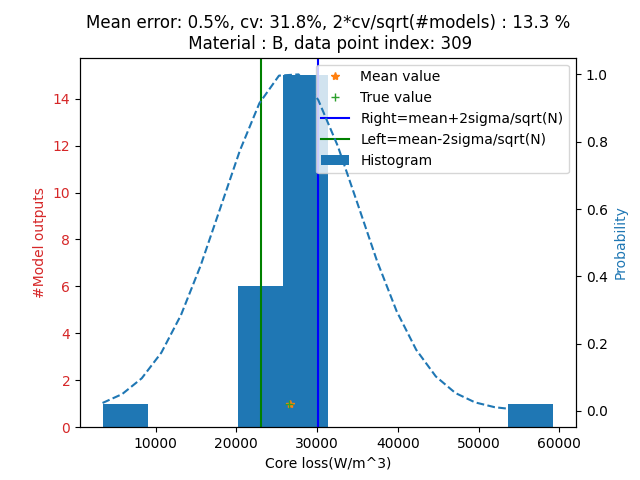 Mean error: 0.5%, cv: 31.8%, 2*cv/sqrt(#models) : 13.3 %
Material : B, data point index: 309
Mean value
True value
Right=mean+2sigma/sqrt(N)
Left=mean-2sigma/sqrt(N)
Histogram
14
12
10
8
6
4
2
0
#Model outputs
1.0
0.8
0.6
0.4
0.2
0.0
Probability
10000 20000 30000 40000 50000 60000
Core loss(W/m^3)